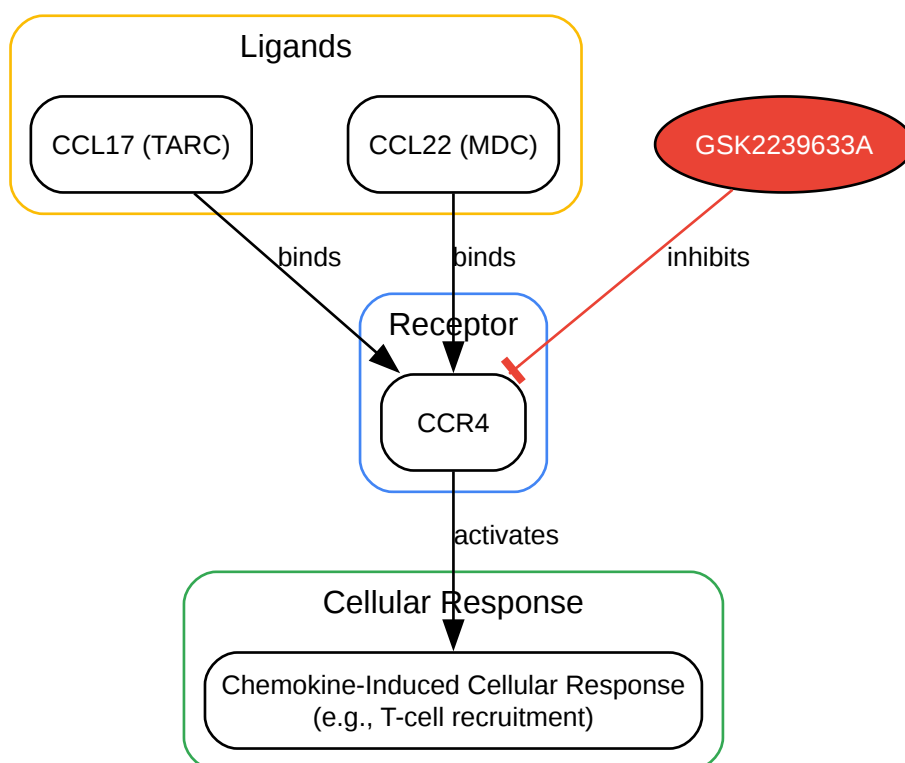 Ligands
CCL17 (TARC)
CCL22 (MDC)
GSK2239633A
binds
binds
inhibits
Receptor
CCR4
activates
Cellular Response
Chemokine-Induced Cellular Response
(e.g., T-cell recruitment)